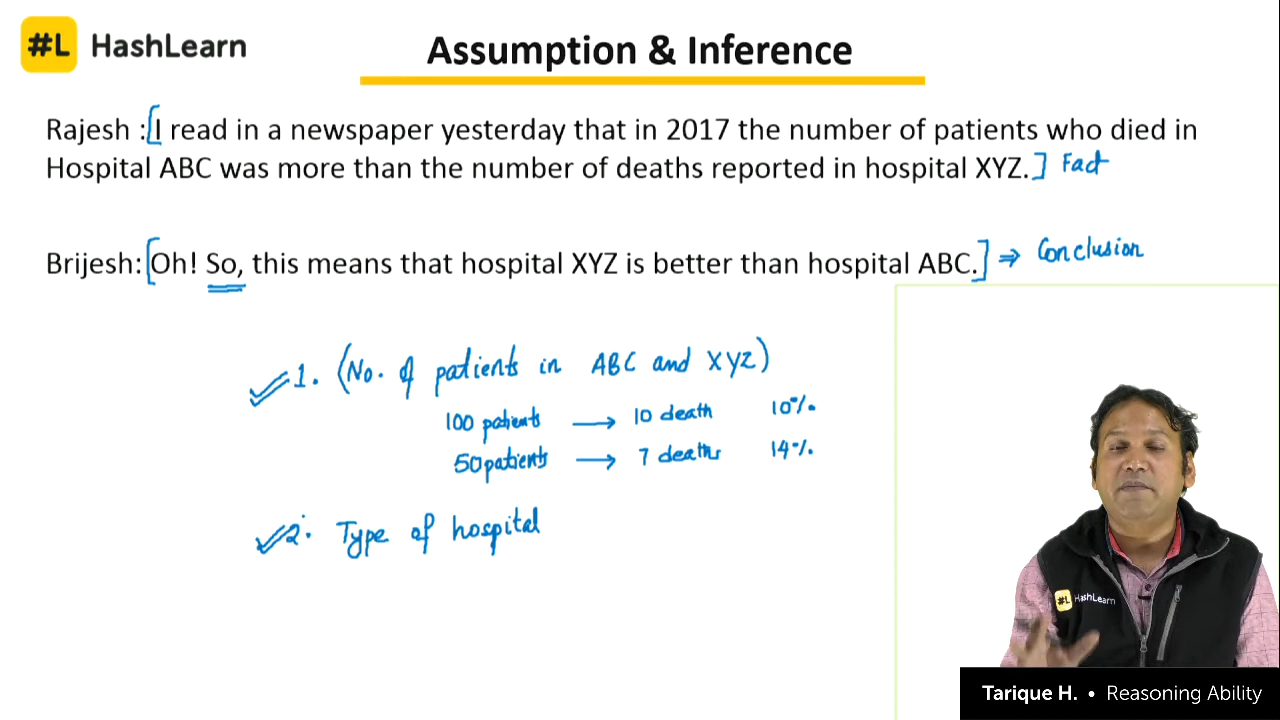 #L HashLearn
Assumption & Inference
Rajesh :[I read in a newspaper yesterday that in 2017 the number of patients who died in
Hospital ABC was more than the number of deaths reported in hospital XYZ.] Fact
Brijesh: [Oh! So, this means that hospital XYZ is better than hospital ABC.] ⇒ Conclusion
1. (No. of patients in ABC and XYZ)
100 patients → 10 death 10%
50 patients → 7 deaths 14%
2. Type of hospital
#L HashLearn
Tarique H. • Reasoning Ability